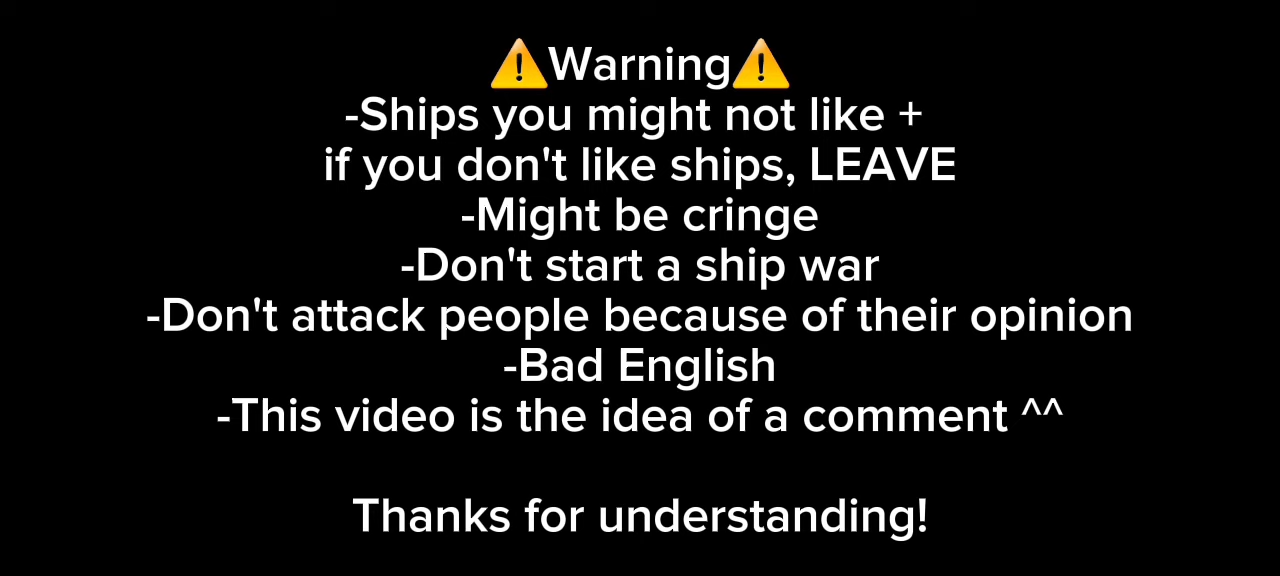 ⚠️Warning⚠️
-Ships you might not like +
if you don't like ships, LEAVE
-Might be cringe
-Don't start a ship war
-Don't attack people because of their opinion
-Bad English
-This video is the idea of a comment ^^
Thanks for understanding!